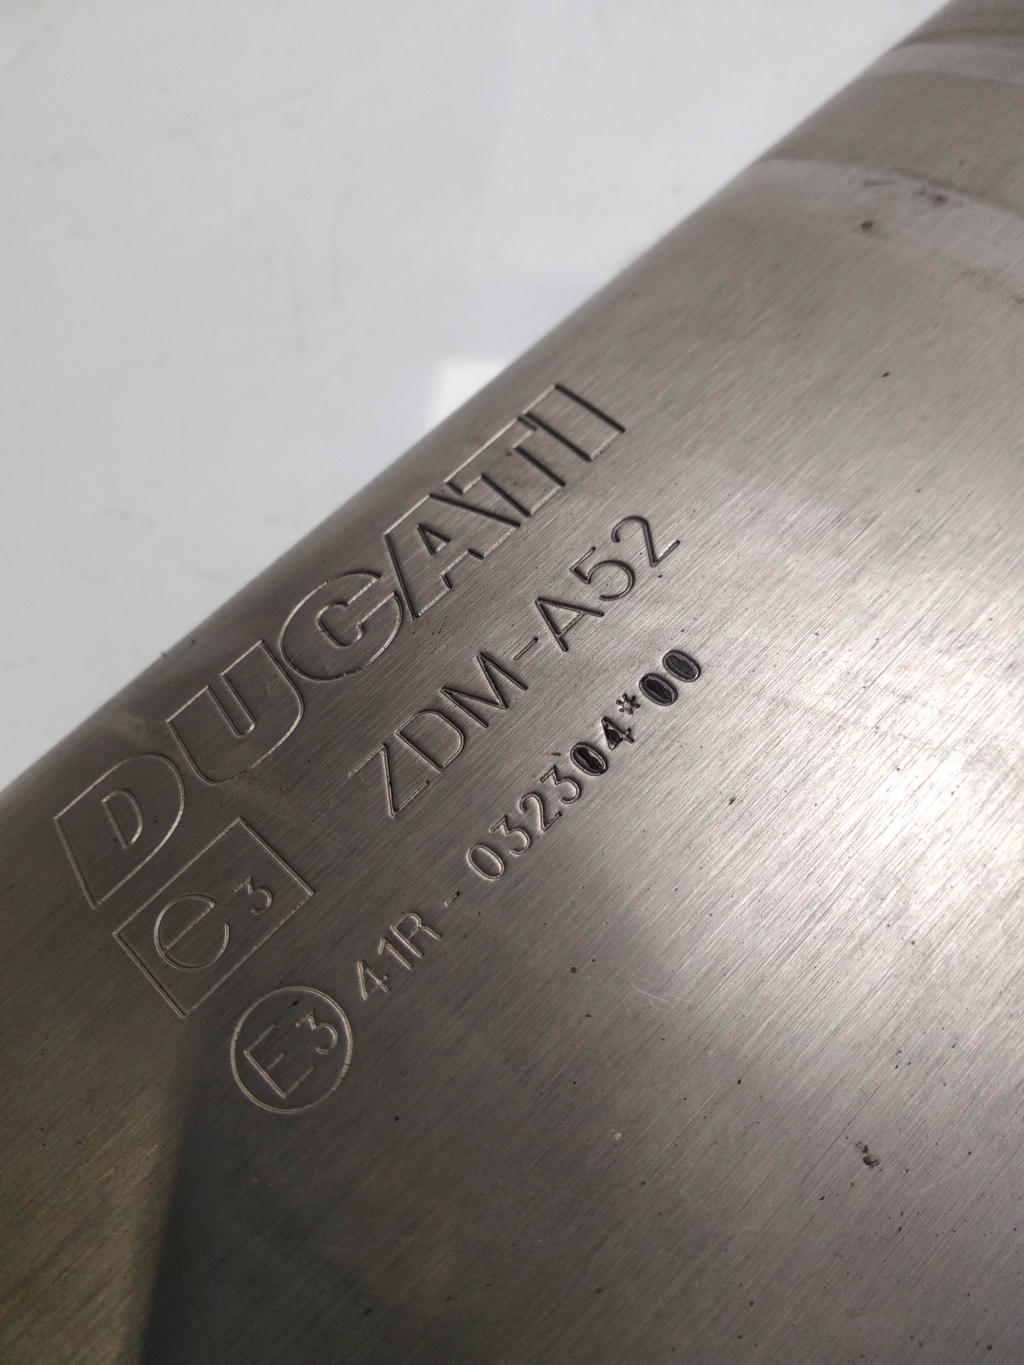 DUCATI
ZDM-A52
e3
E3 41R-032304*00